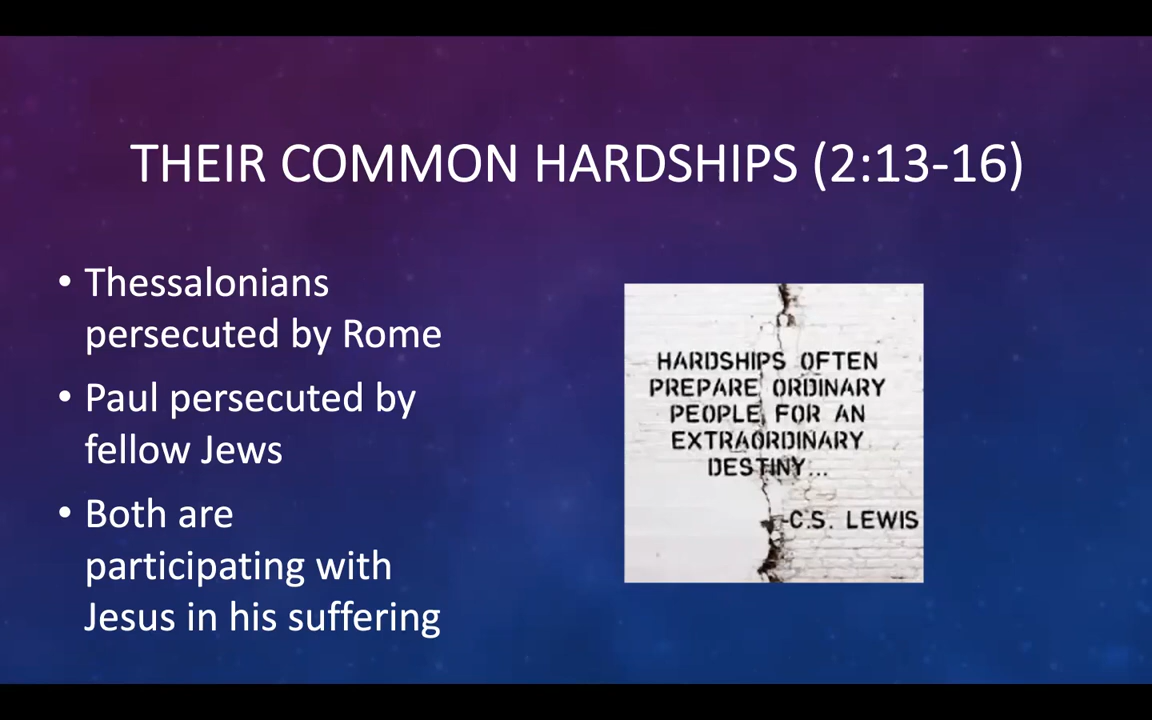 THEIR COMMON HARDSHIPS (2:13-16)
• Thessalonians
persecuted by Rome
• Paul persecuted by
fellow Jews
• Both are
participating with
Jesus in his suffering
HARDSHIPS OFTEN
PREPARE ORDINARY
PEOPLE FOR AN
EXTRAORDINARY
DESTINY...
-C.S. LEWIS